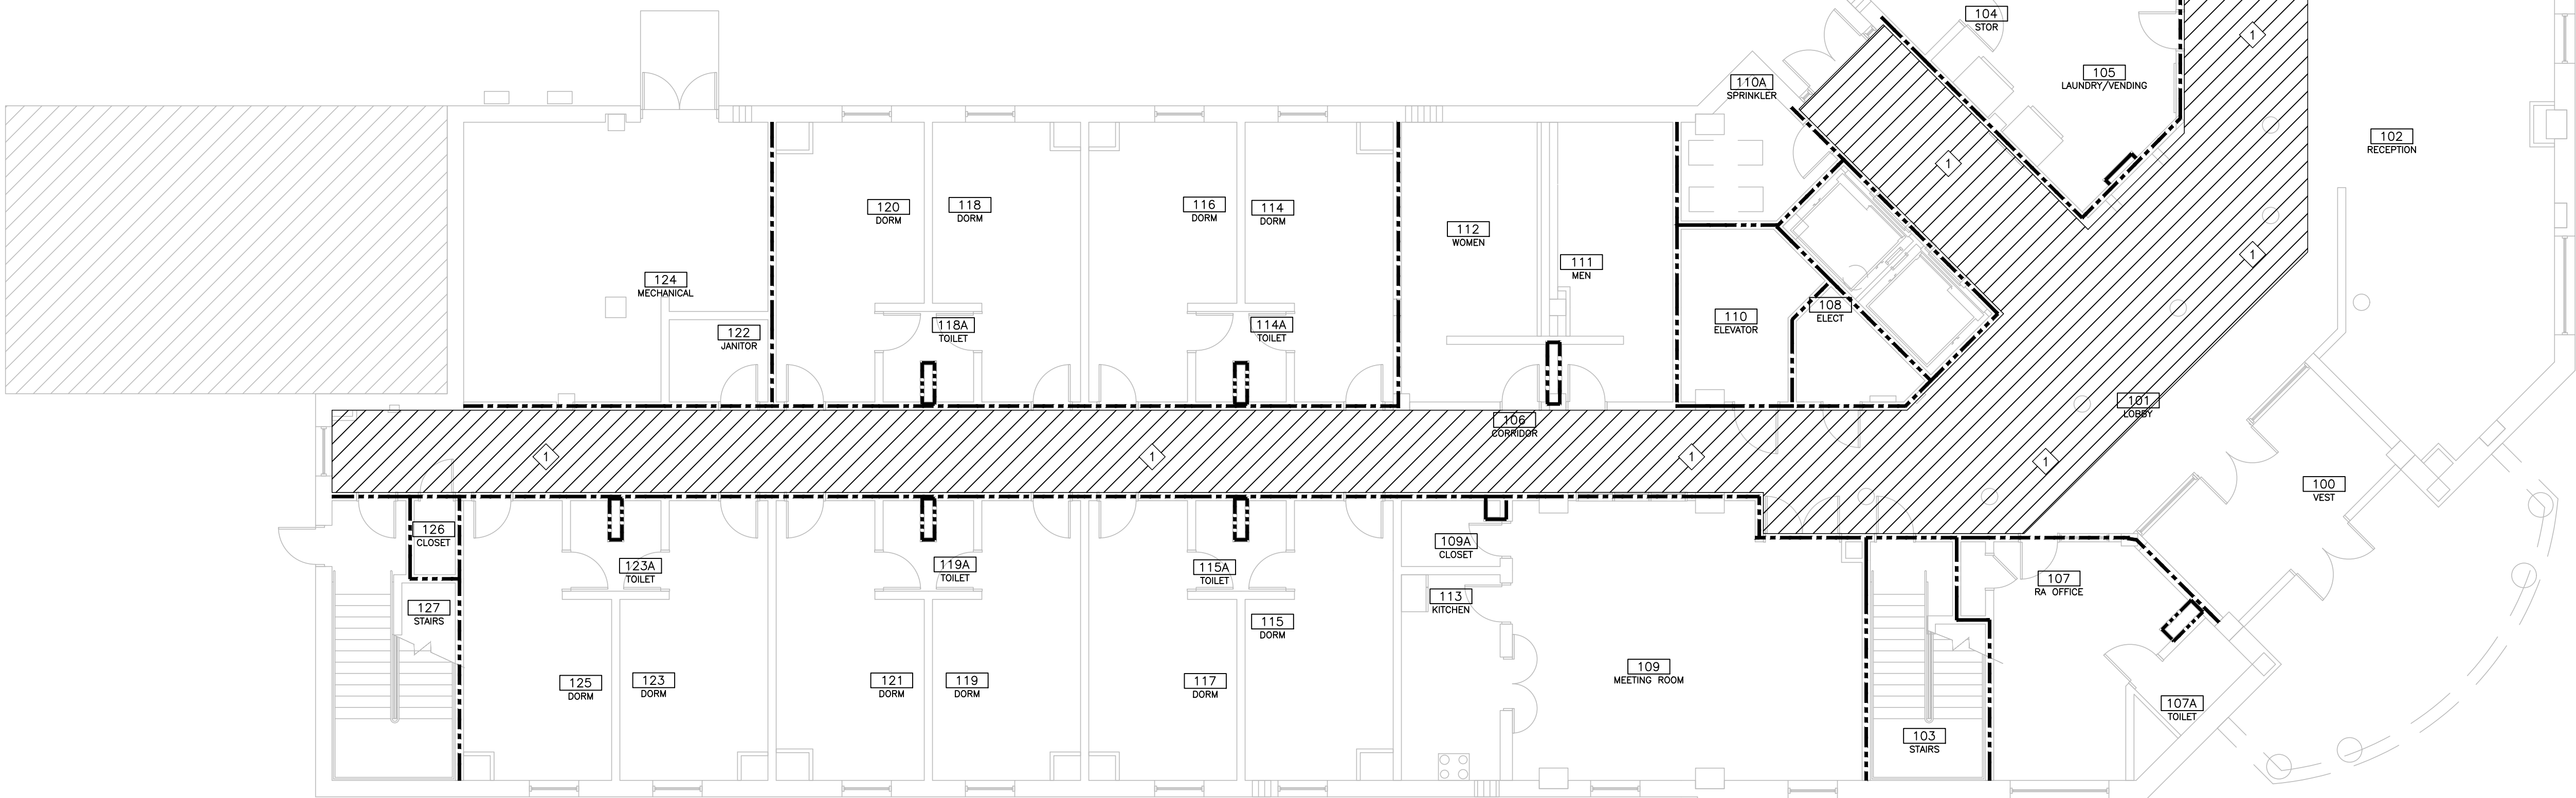 104
STOR
1
105
LAUNDRY/VENDING
110A
SPRINKLER
102
RECEPTION
1
120
DORM
118
DORM
116
DORM
114
DORM
112
WOMEN
111
MEN
1
124
MECHANICAL
122
JANITOR
118A
TOILET
114A
TOILET
110
ELEVATOR
108
ELECT
101
LOBBY
106
CORRIDOR
1
1
1
1
100
VEST
126
CLOSET
109A
CLOSET
123A
TOILET
119A
TOILET
115A
TOILET
107
RA OFFICE
127
STAIRS
113
KITCHEN
115
DORM
125
DORM
123
DORM
121
DORM
119
DORM
117
DORM
109
MEETING ROOM
107A
TOILET
103
STAIRS